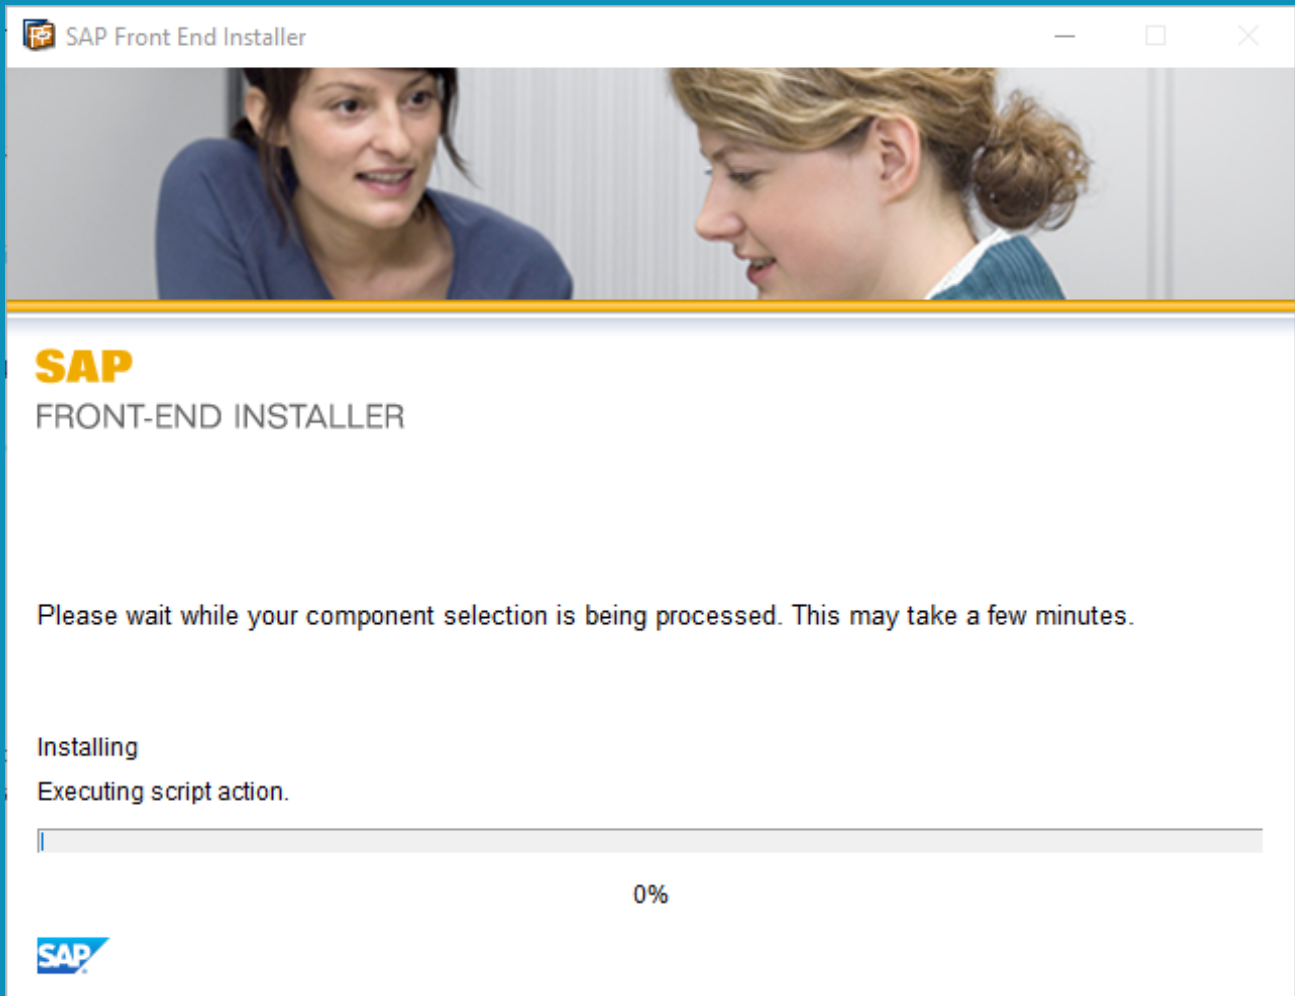 SAP Front End Installer
SAP
FRONT-END INSTALLER
Please wait while your component selection is being processed. This may take a few minutes.
Installing
Executing script action.
0%
SAP